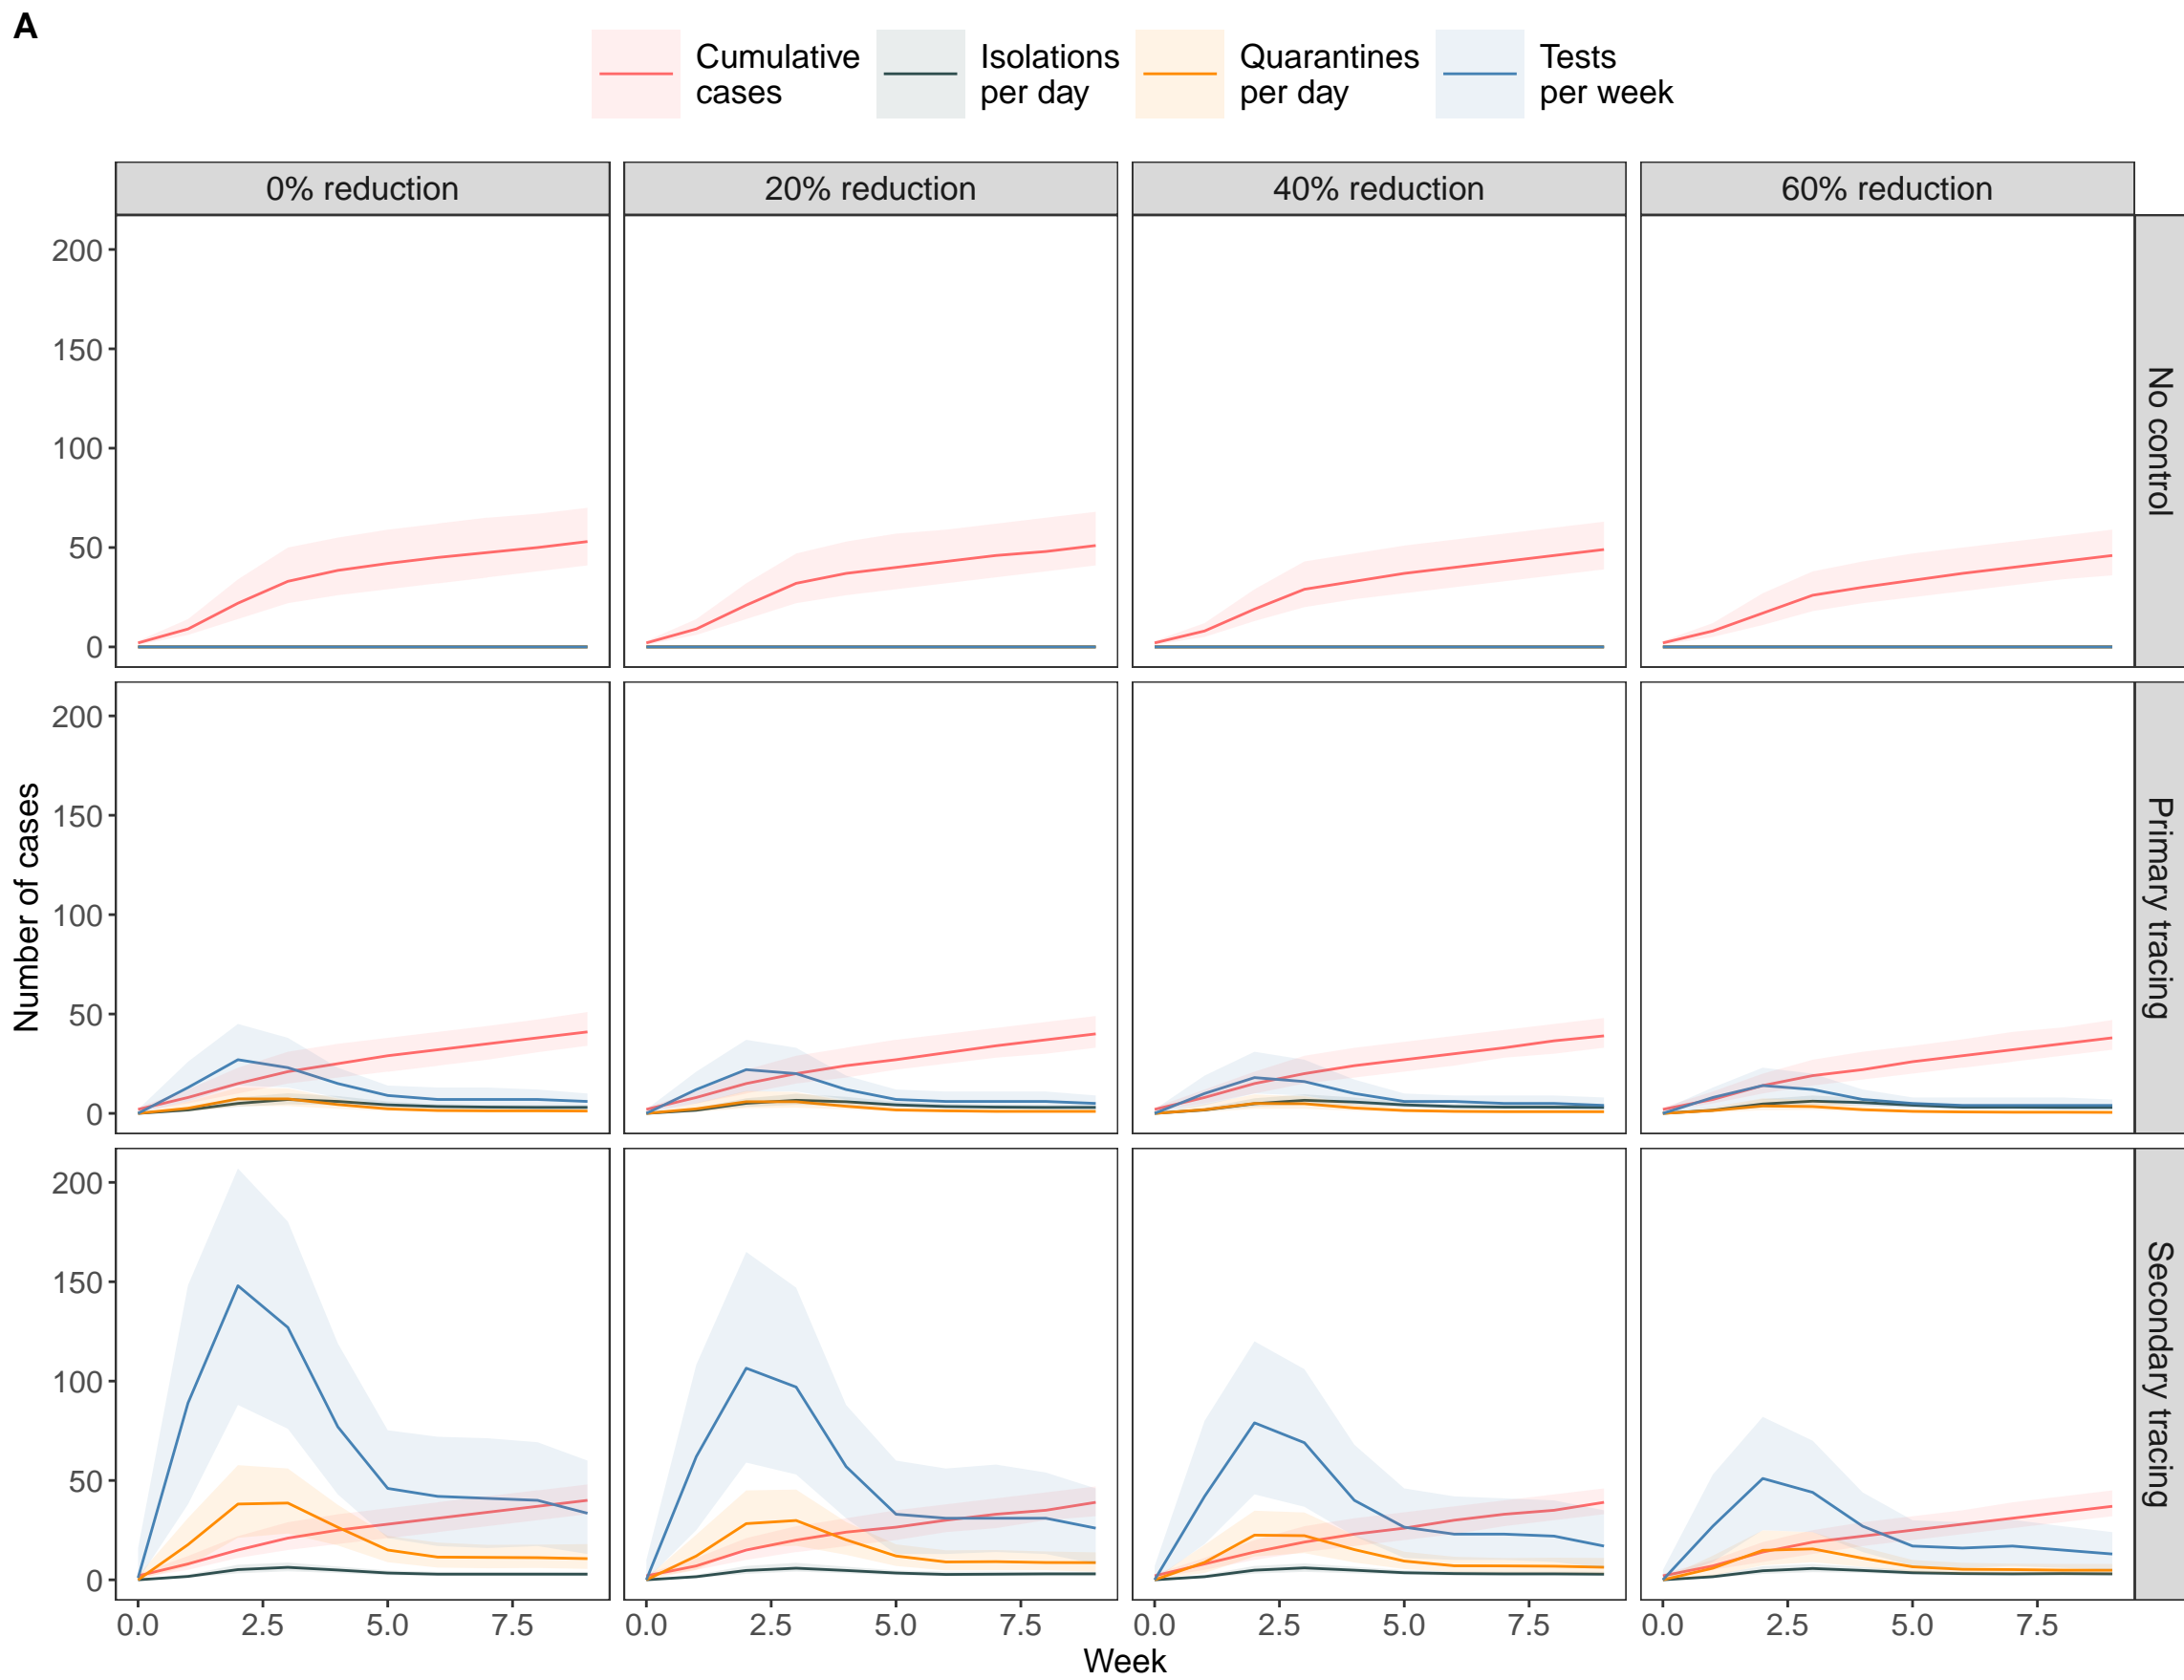 A
Cumulative
cases
Isolations
per day
Quarantines
per day
Tests
per week
0% reduction
20% reduction
40% reduction
60% reduction
200
150
100
50
0
No control
Number of cases
200
150
100
50
0
Primary tracing
200
150
100
50
0
Secondary tracing
0.0 2.5 5.0 7.5
0.0 2.5 5.0 7.5
0.0 2.5 5.0 7.5
0.0 2.5 5.0 7.5
Week